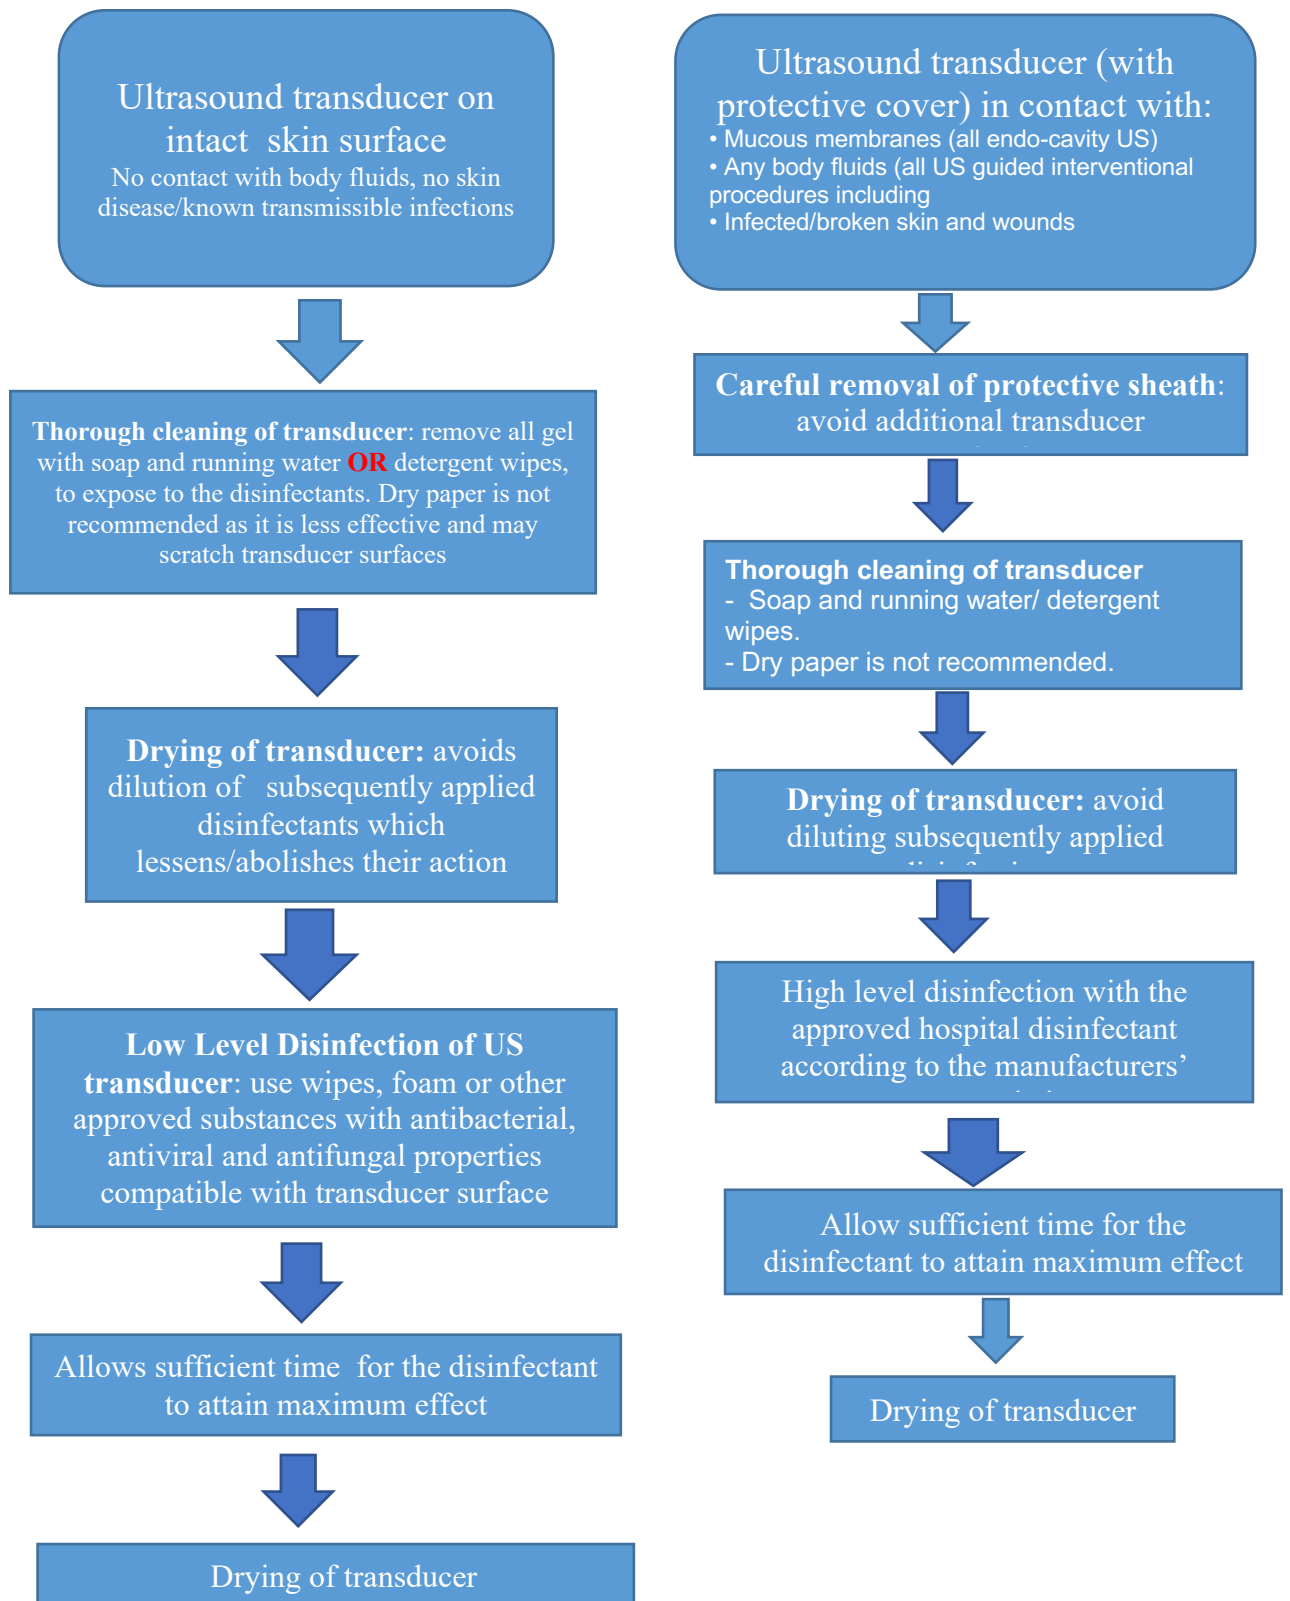 Ultrasound transducer on
intact skin surface
No contact with body fluids, no skin
disease/known transmissible infections
Thorough cleaning of transducer: remove all gel
with soap and running water OR detergent wipes,
to expose to the disinfectants. Dry paper is not
recommended as it is less effective and may
scratch transducer surfaces
Drying of transducer: avoids
dilution of subsequently applied
disinfectants which
lessens/abolishes their action
Low Level Disinfection of US
transducer: use wipes, foam or other
approved substances with antibacterial,
antiviral and antifungal properties
compatible with transducer surface
Allows sufficient time for the disinfectant
to attain maximum effect
Drying of transducer
Ultrasound transducer (with
protective cover) in contact with:
• Mucous membranes (all endo-cavity US)
• Any body fluids (all US guided interventional
procedures including
• Infected/broken skin and wounds
Careful removal of protective sheath:
avoid additional transducer
Thorough cleaning of transducer
- Soap and running water/ detergent
wipes.
- Dry paper is not recommended.
Drying of transducer: avoid
diluting subsequently applied
High level disinfection with the
approved hospital disinfectant
according to the manufacturers’
Allow sufficient time for the
disinfectant to attain maximum effect
Drying of transducer